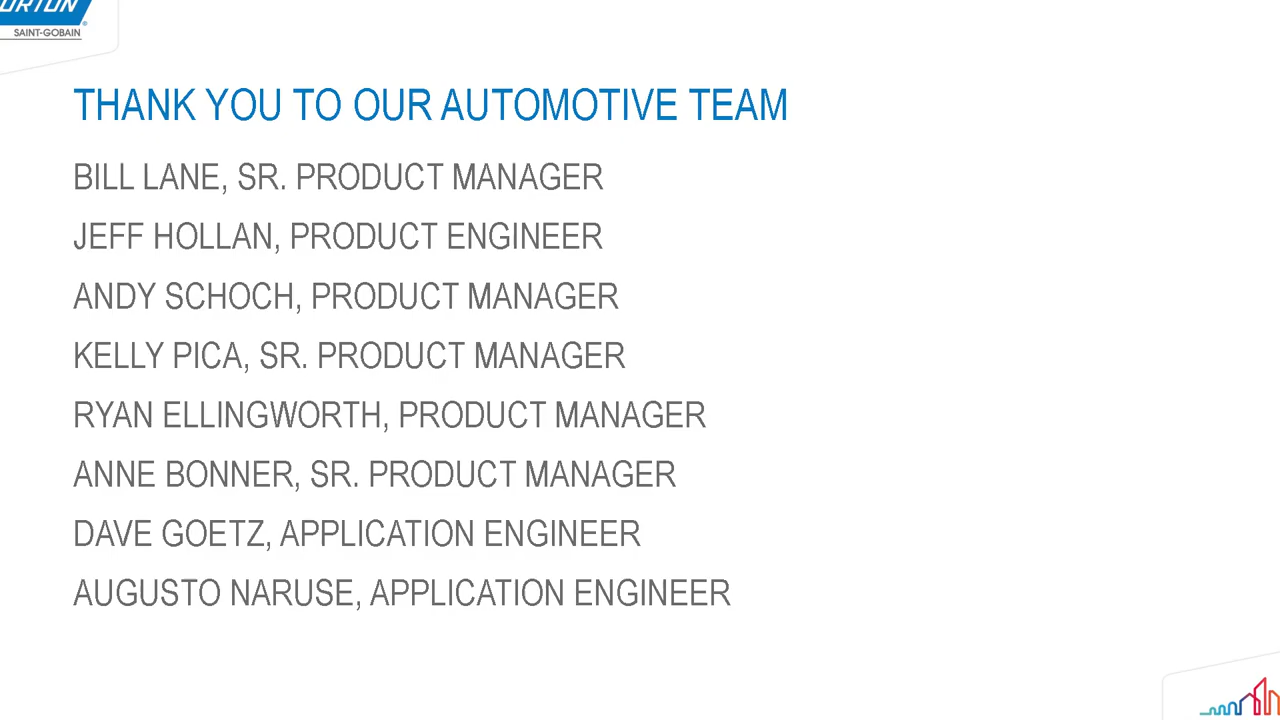 SAINT-GOBAIN
THANK YOU TO OUR AUTOMOTIVE TEAM
BILL LANE, SR. PRODUCT MANAGER
JEFF HOLLAN, PRODUCT ENGINEER
ANDY SCHOCH, PRODUCT MANAGER
KELLY PICA, SR. PRODUCT MANAGER
RYAN ELLINGWORTH, PRODUCT MANAGER
ANNE BONNER, SR. PRODUCT MANAGER
DAVE GOETZ, APPLICATION ENGINEER
AUGUSTO NARUSE, APPLICATION ENGINEER